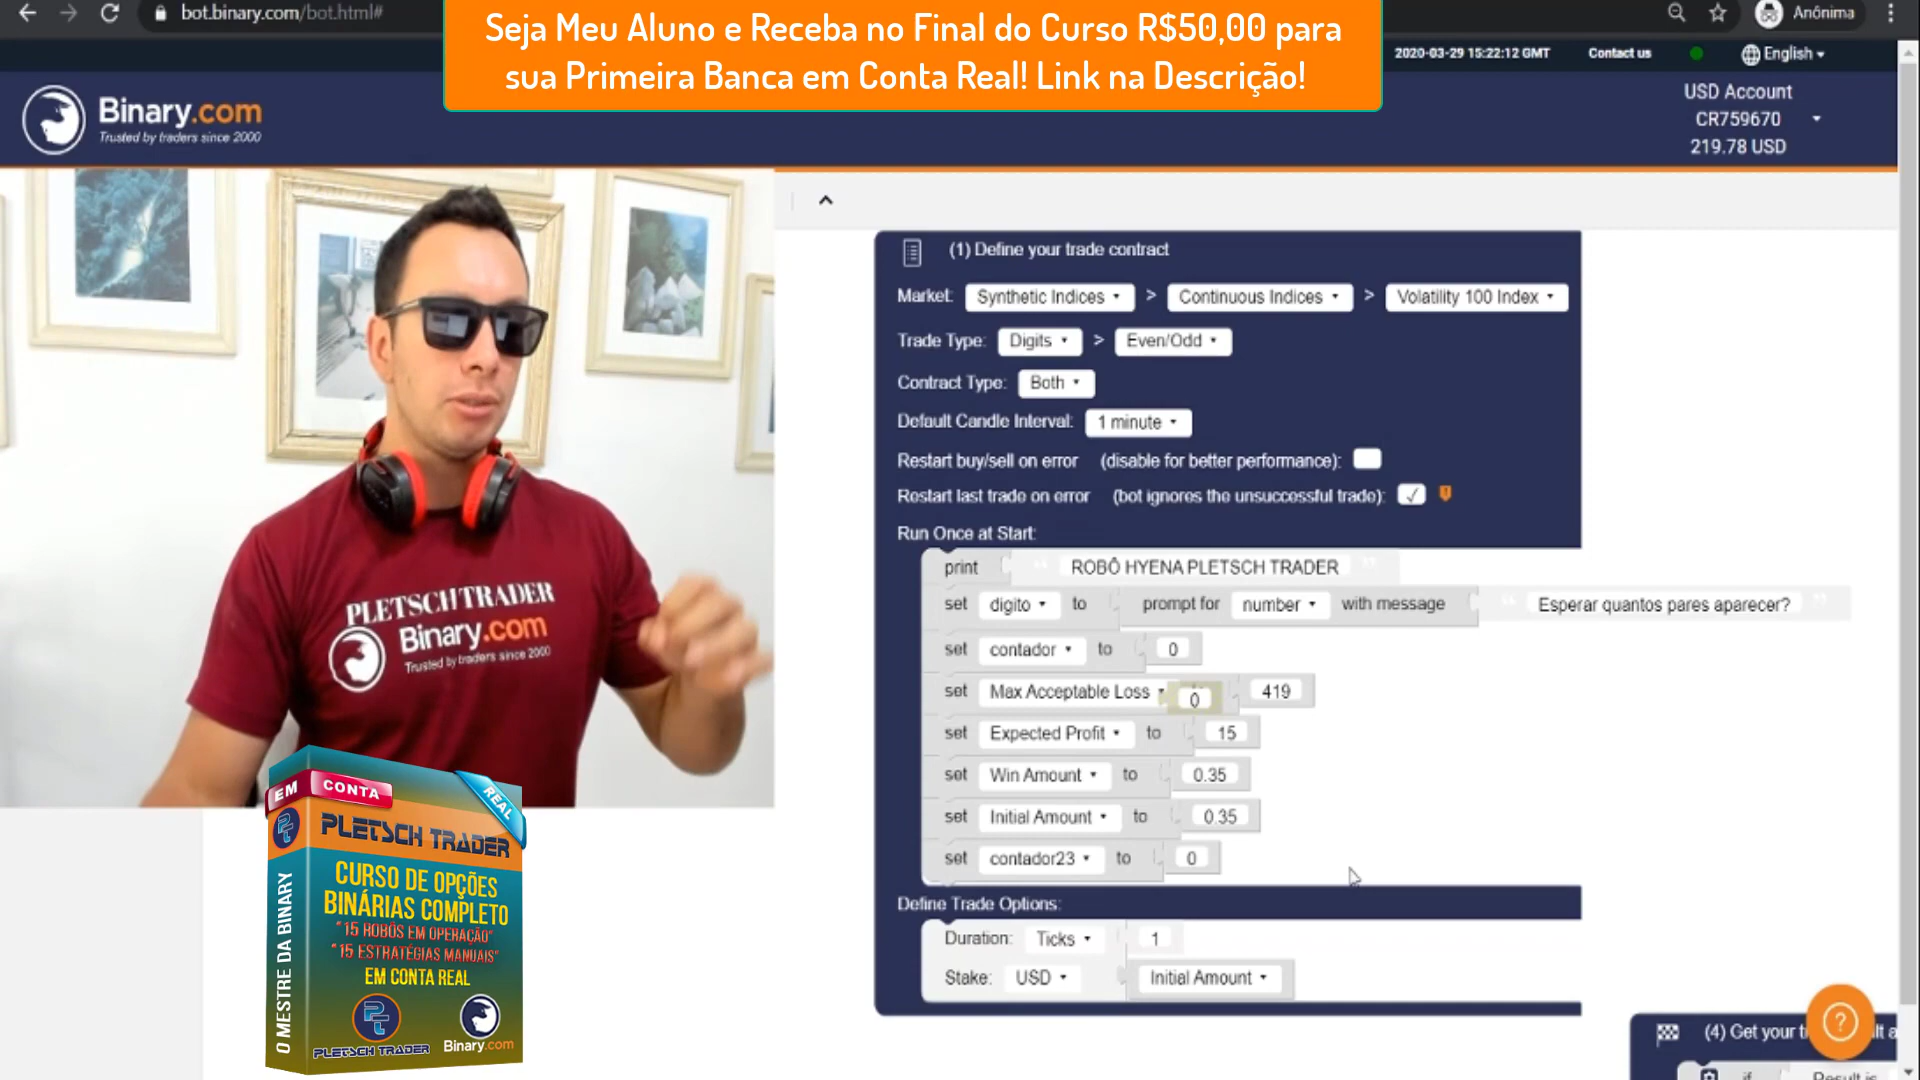 bot.binary.com/bot.html#
Anônima
Seja Meu Aluno e Receba no Final do Curso R$50,00 para
sua Primeira Banca em Conta Real! Link na Descrição!
2020-03-29 15:22:12 GMT
Contact us
English
Binary.com
Trusted by traders since 2000
USD Account
CR759670
219.78 USD
(1) Define your trade contract
Market: Synthetic Indices > Continuous Indices > Volatility 100 Index
Trade Type: Digits > Even/Odd
Contract Type: Both
Default Candle Interval: 1 minute
Restart buy/sell on error (disable for better performance):
Restart last trade on error (bot ignores the unsuccessful trade):
Run Once at Start:
print “ ROBÔ HYENA PLETSCH TRADER ”
set digito to prompt for number with message “ Esperar quantos pares aparecer? ”
set contador to 0
set Max Acceptable Loss 0 419
set Expected Profit to 15
set Win Amount to 0.35
set Initial Amount to 0.35
set contador23 to 0
Define Trade Options:
Duration: Ticks 1
Stake: USD Initial Amount
(4) Get your
if Result is
PLETSCH TRADER
Binary.com
Trusted by traders since 2000
EM CONTA REAL
PLETSCH TRADER
CURSO DE OPÇÕES
BINÁRIAS COMPLETO
"15 ROBÔS EM OPERAÇÃO"
"15 ESTRATÉGIAS MANUAIS"
EM CONTA REAL
PLETSCH TRADER
Binary.com
O MESTRE DA BINARY